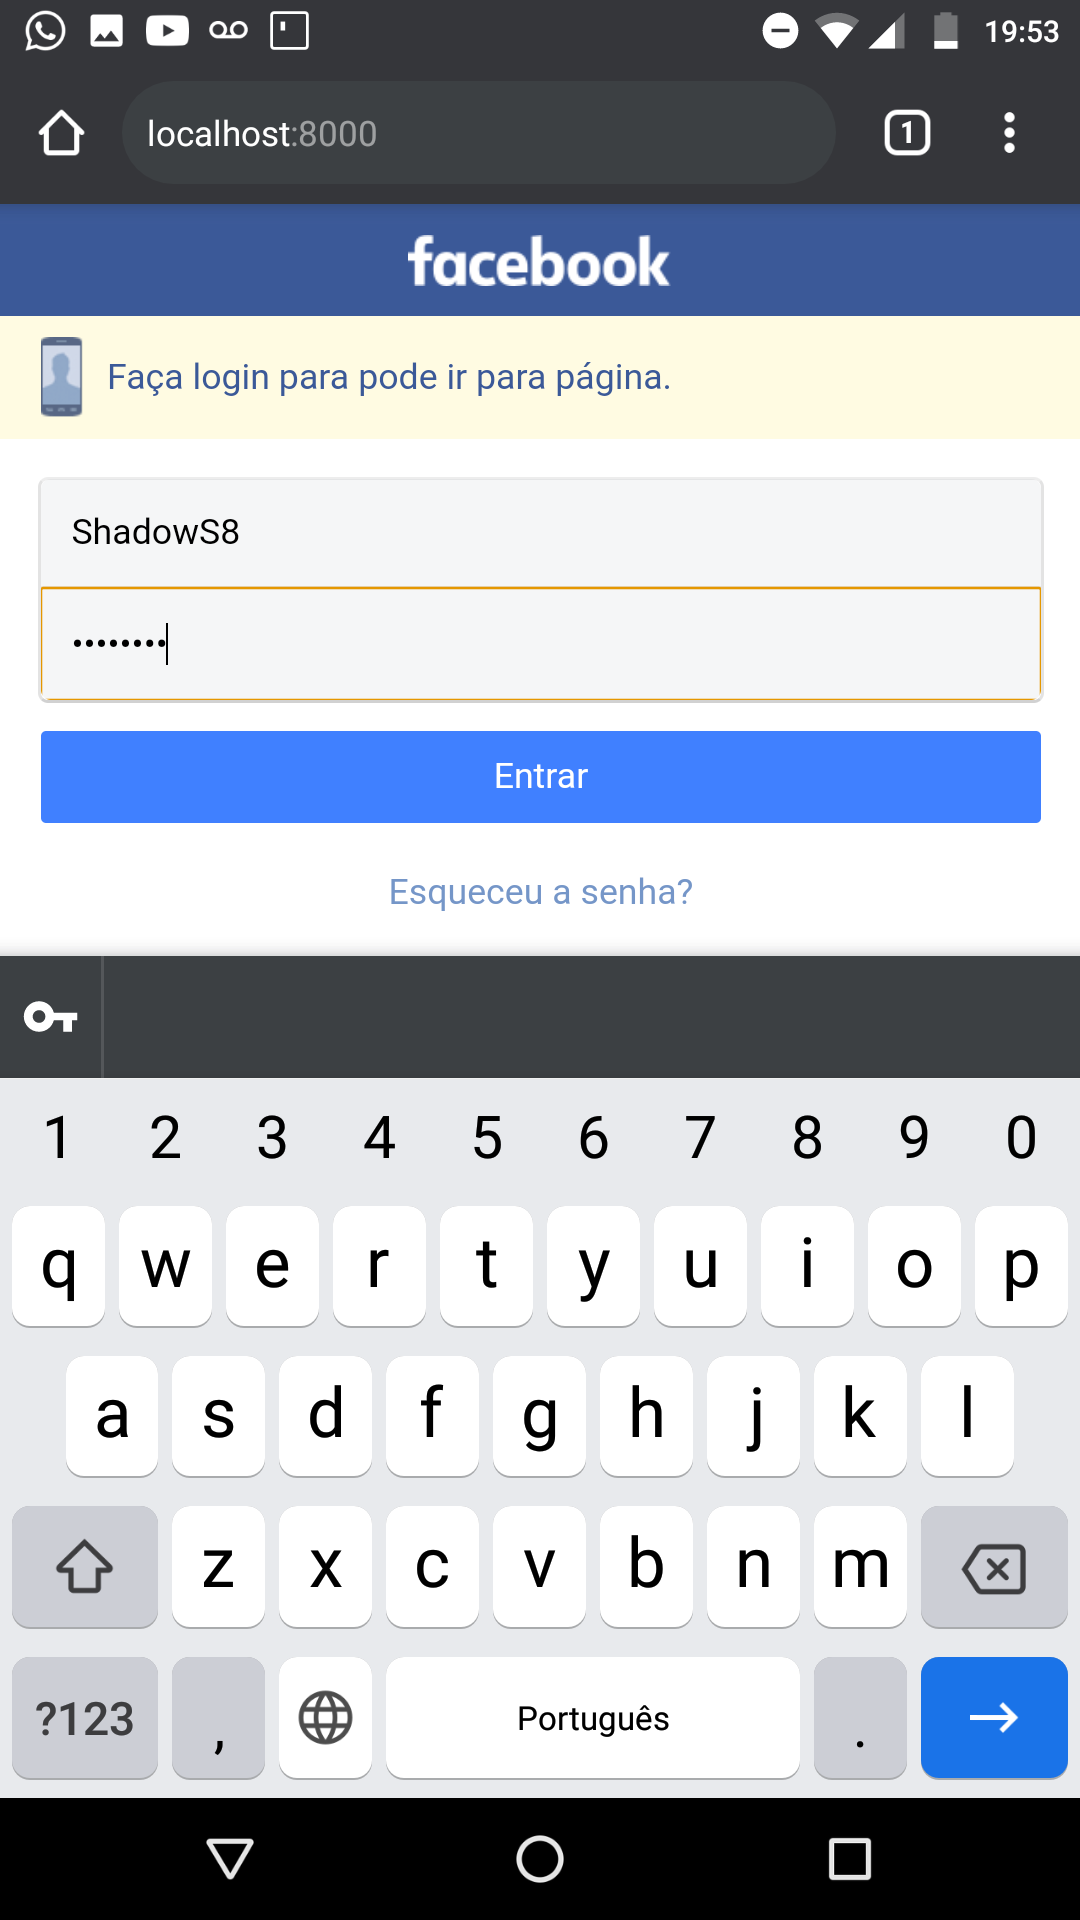 19:53
localhost:8000
1
facebook
Faça login para pode ir para página.
ShadowS8
••••••••
Entrar
Esqueceu a senha?
1 2 3 4 5 6 7 8 9 0
q w e r t y u i o p
a s d f g h j k l
z x c v b n m
?123 , Português .